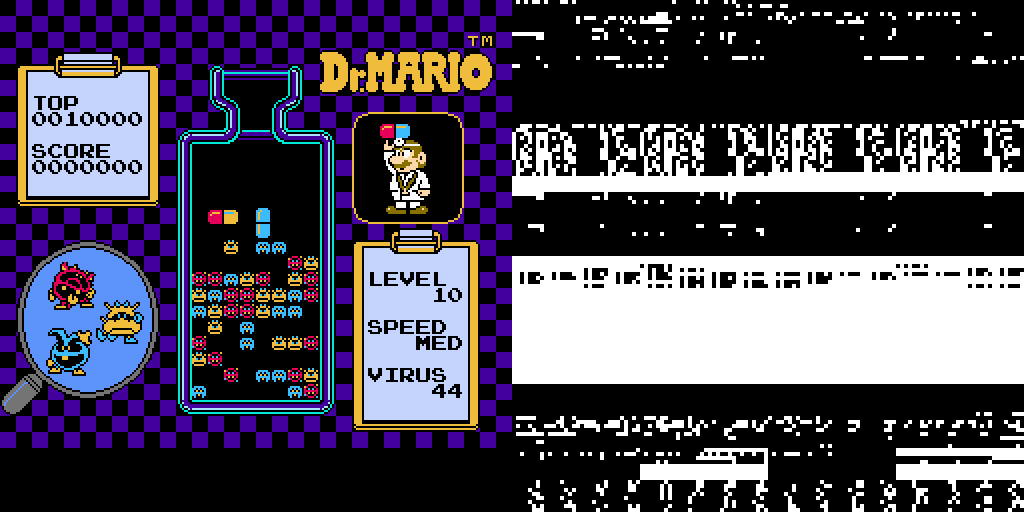 TM
Dr.MARIO
TOP
0010000
SCORE
0000000
LEVEL
10
SPEED
MED
VIRUS
44